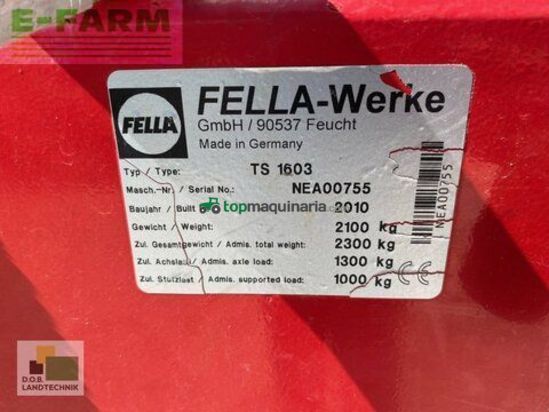 E-FARM
FELLA
FELLA-Werke
GmbH / 90537 Feucht
Made in Germany
Typ / Type: TS 1603
Masch.-Nr./ Serial No.: NEA00755
Baujahr / Built 2010
topmaquinaria.com
Gewicht / Weight: 2100 kg
Zul. Gesamtgewicht / Admis. total weight: 2300 kg
Zul. Achslast / Admis. axle load: 1300 kg
Zul. Stützlast / Admis. supported load: 1000 kg
CE
NEA00755
D.O.B.
LANDTECHNIK